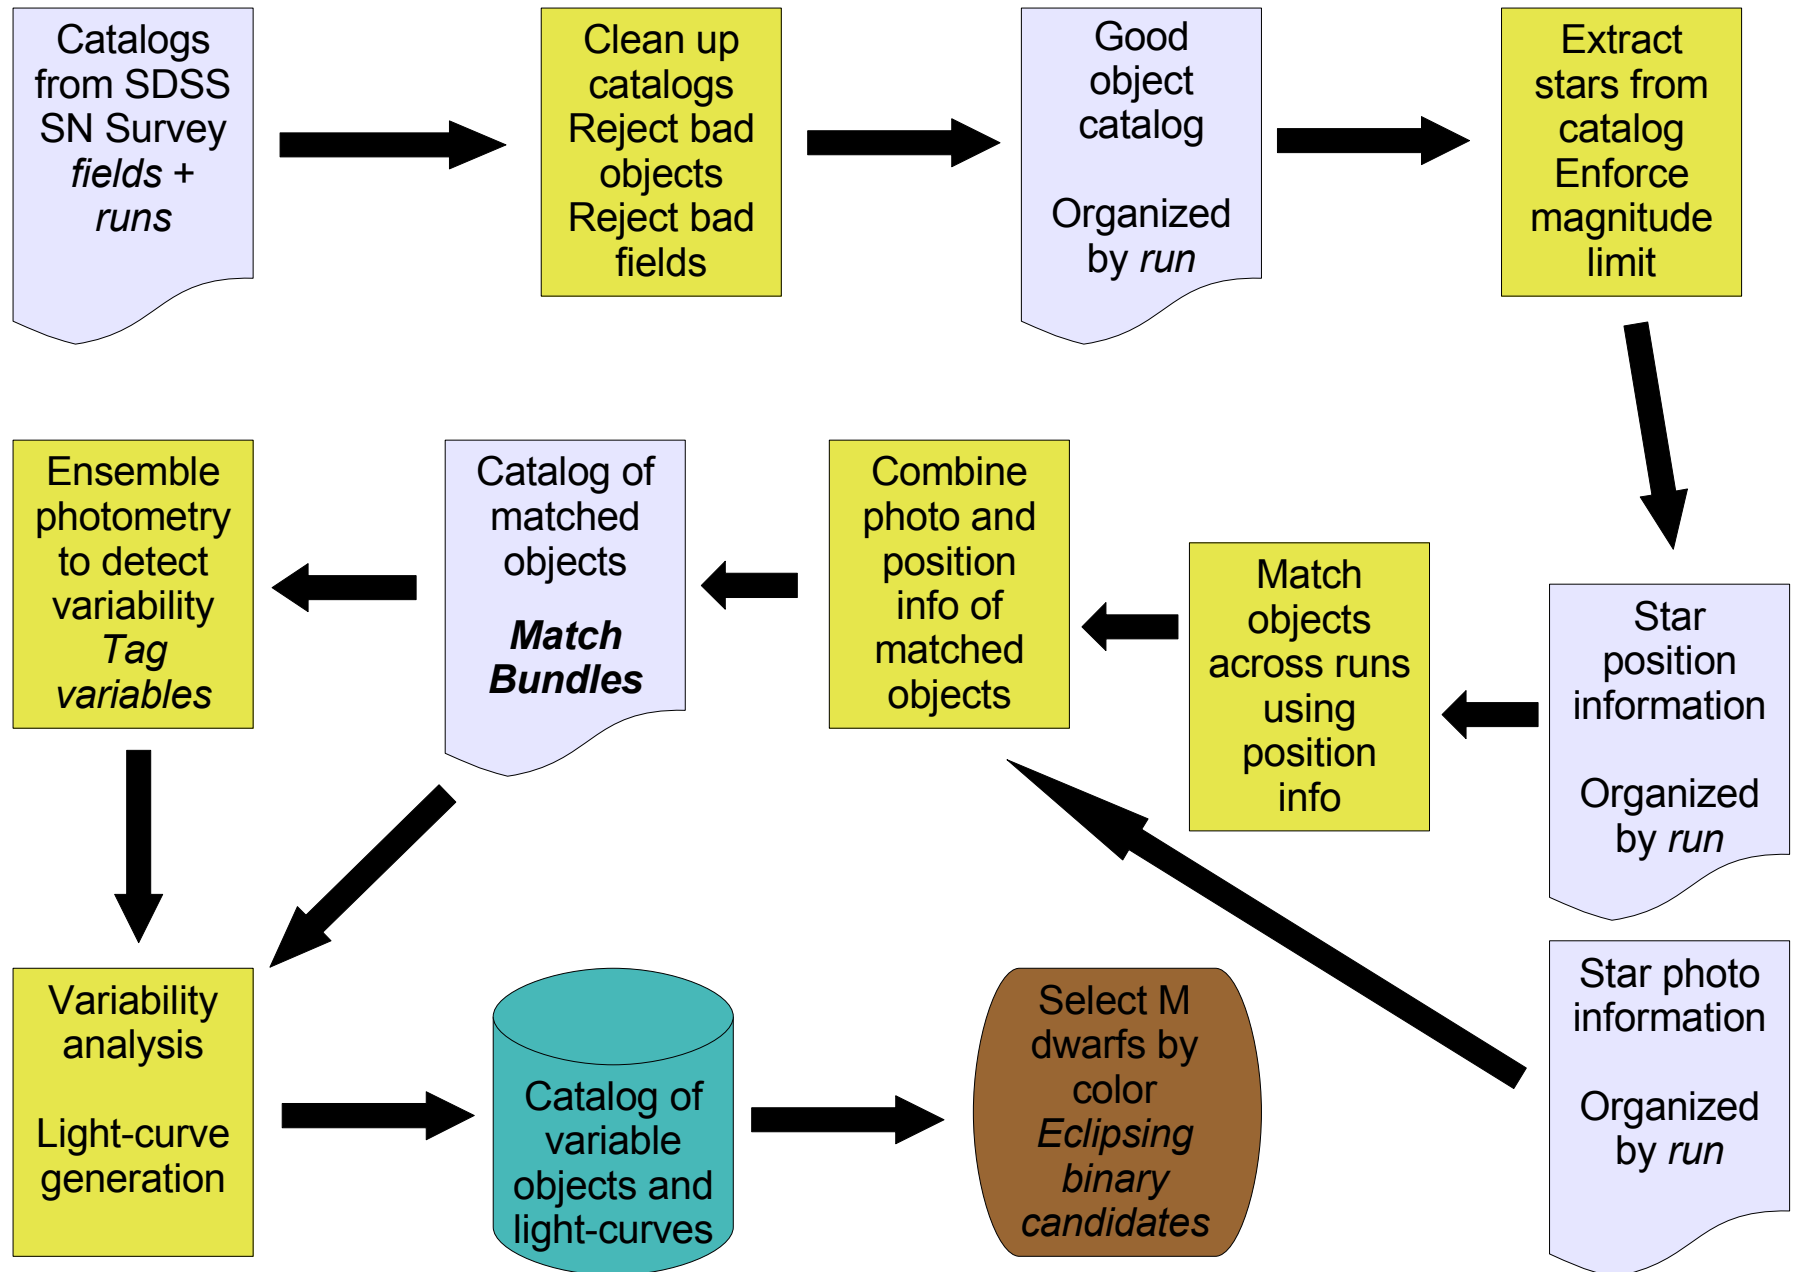 Catalogs
from SDSS
SN Survey
fields +
runs
Clean up
catalogs
Reject bad
objects
Reject bad
fields
Good
object
catalog
Organized
by run
Extract
stars from
catalog
Enforce
magnitude
limit
Star
position
information
Organized
by run
Star photo
information
Organized
by run
Match
objects
across runs
using
position
info
Combine
photo and
position
info of
matched
objects
Catalog of
matched
objects
Match
Bundles
Ensemble
photometry
to detect
variability
Tag
variables
Variability
analysis
Light-curve
generation
Catalog of
variable
objects and
light-curves
Select M
dwarfs by
color
Eclipsing
binary
candidates